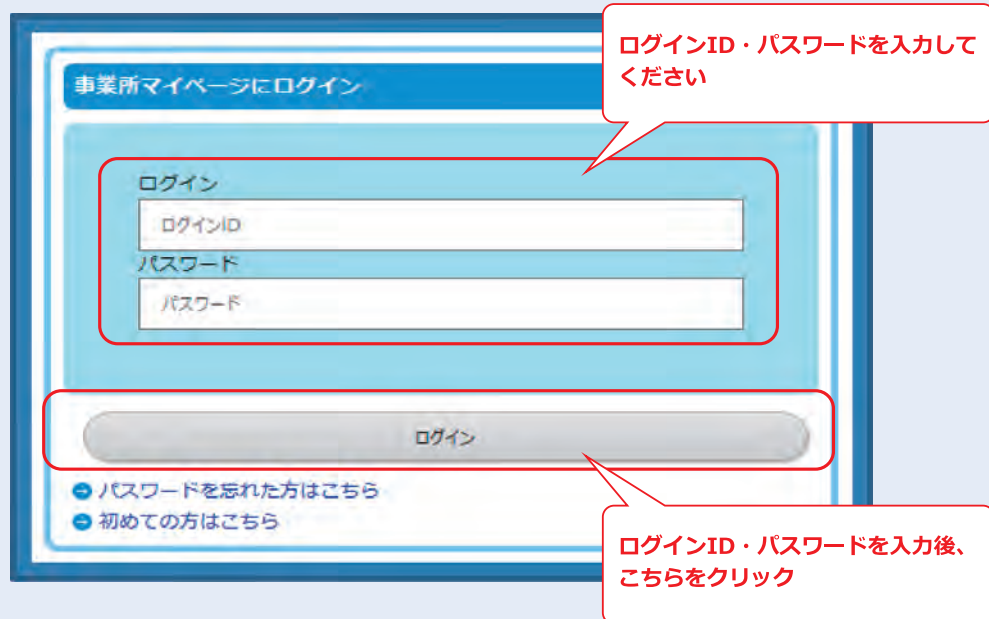 ログインID・パスワードを入力して
ください
事業所マイページにログイン
ログイン
ログインID
パスワード
パスワード
ログイン
パスワードを忘れた方はこちら
初めての方はこちら
ログインID・パスワードを入力後、
こちらをクリック